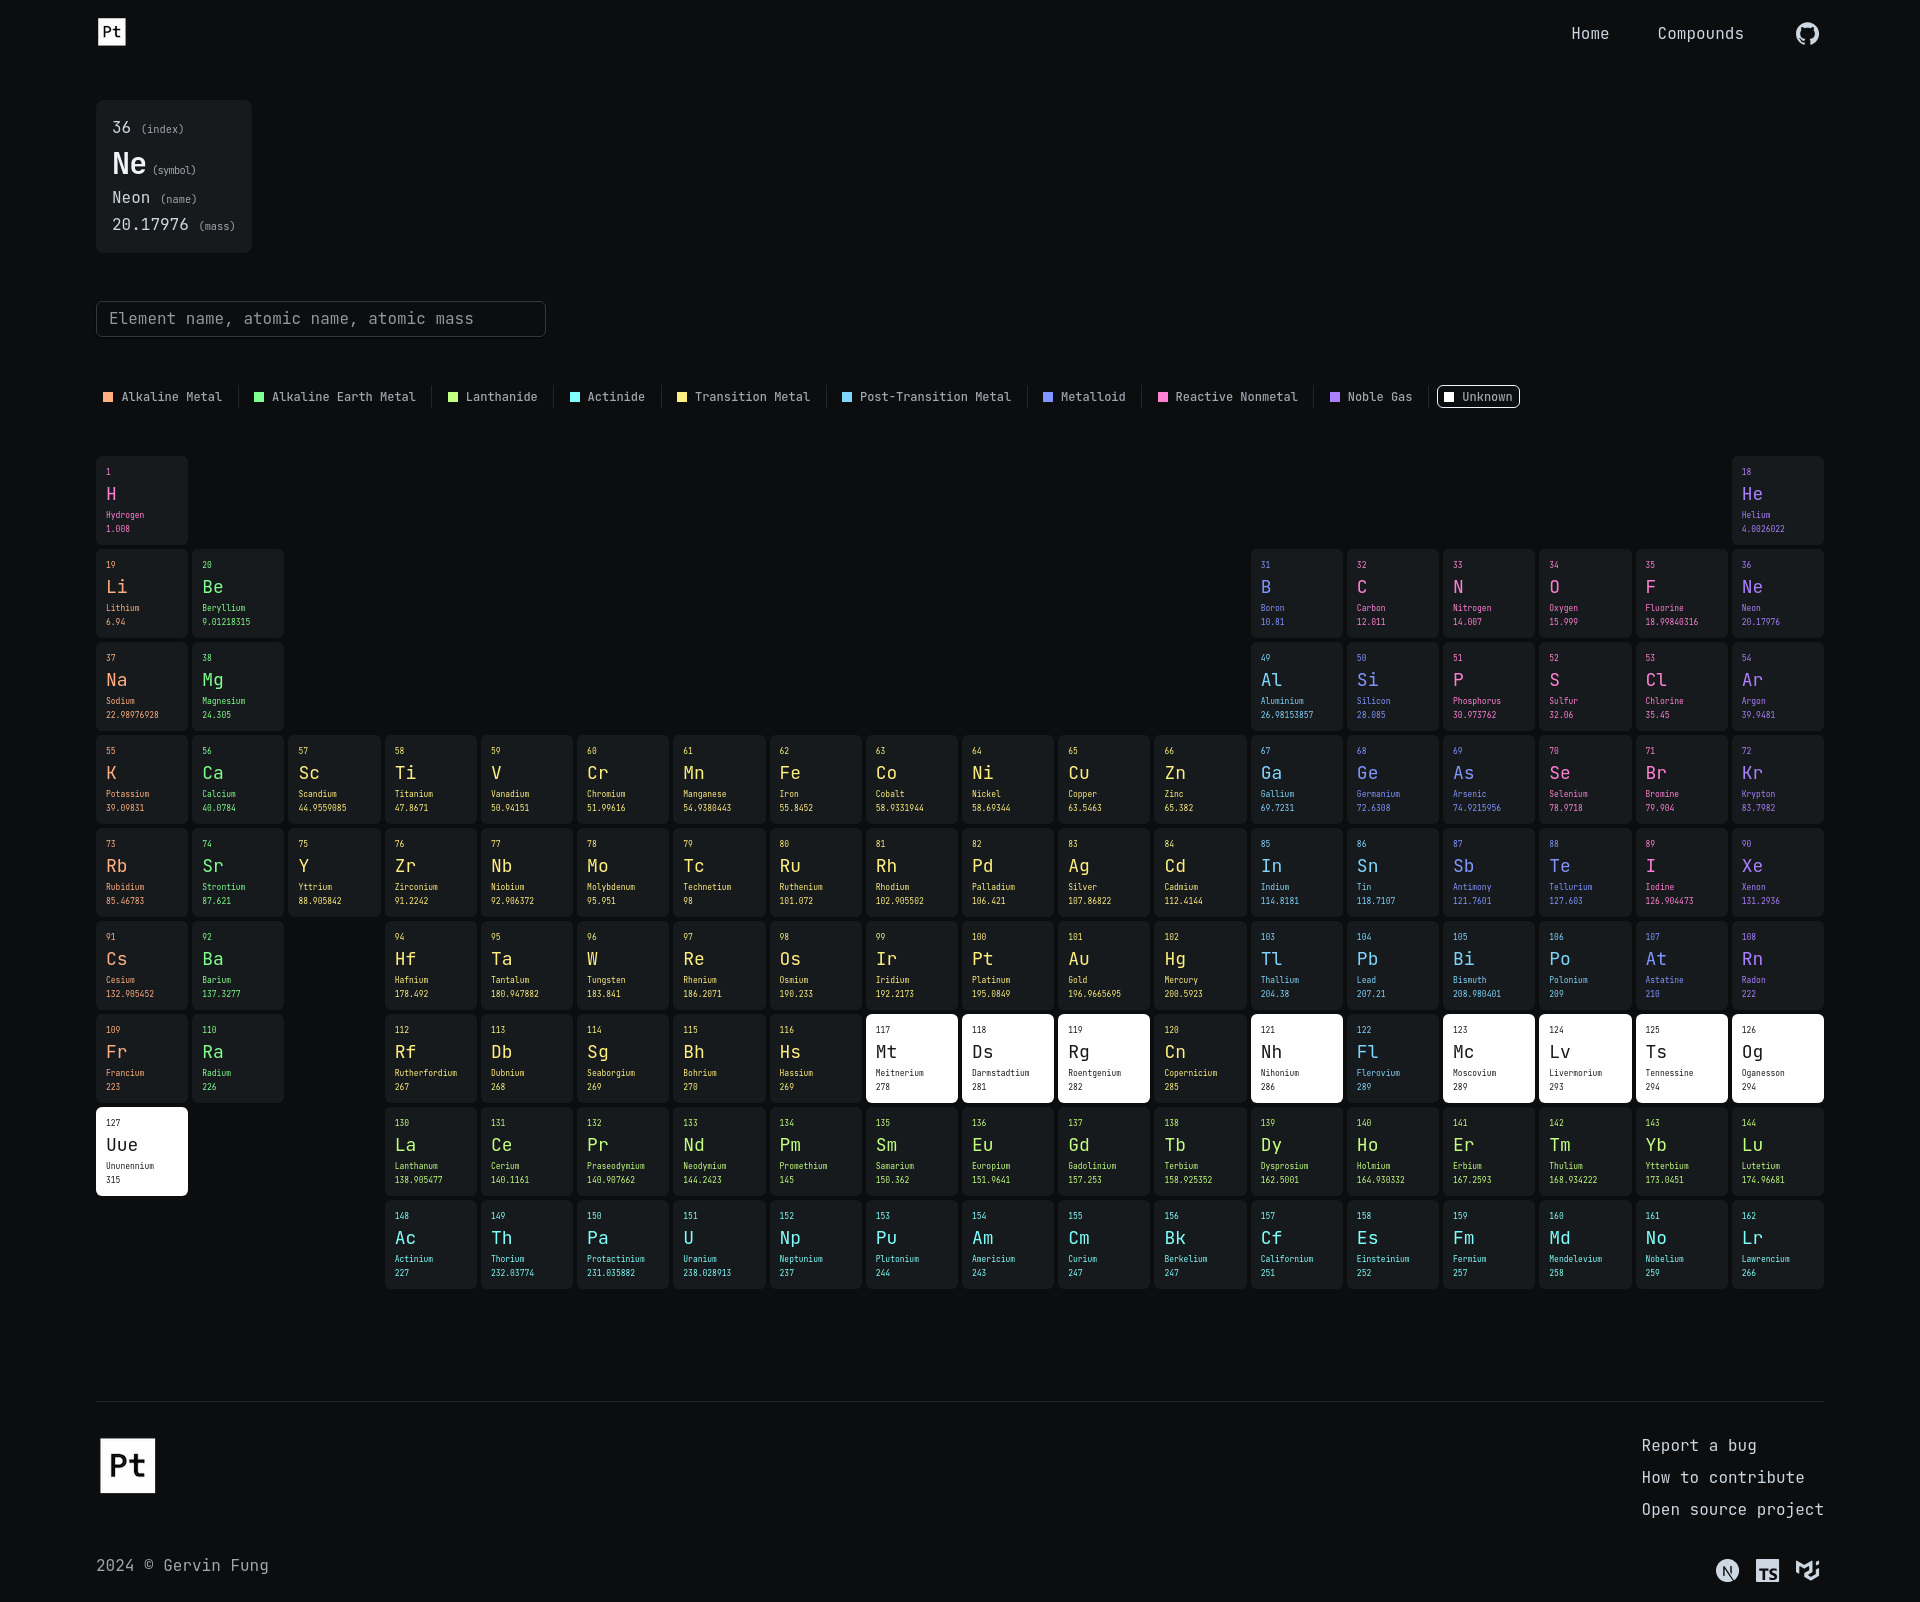 Pt
Home Compounds
36 (index)
Ne (symbol)
Neon (name)
20.17976 (mass)
Element name, atomic name, atomic mass
Alkaline Metal Alkaline Earth Metal Lanthanide Actinide Transition Metal Post-Transition Metal Metalloid Reactive Nonmetal Noble Gas Unknown
1 18
H He
Hydrogen Helium
1.008 4.0026022
19 20 31 32 33 34 35 36
Li Be B C N O F Ne
Lithium Beryllium Boron Carbon Nitrogen Oxygen Fluorine Neon
6.94 9.01218315 10.81 12.011 14.007 15.999 18.99840316 20.17976
37 38 49 50 51 52 53 54
Na Mg Al Si P S Cl Ar
Sodium Magnesium Aluminium Silicon Phosphorus Sulfur Chlorine Argon
22.98976928 24.305 26.98153857 28.085 30.973762 32.06 35.45 39.9481
55 56 57 58 59 60 61 62 63 64 65 66 67 68 69 70 71 72
K Ca Sc Ti V Cr Mn Fe Co Ni Cu Zn Ga Ge As Se Br Kr
Potassium Calcium Scandium Titanium Vanadium Chromium Manganese Iron Cobalt Nickel Copper Zinc Gallium Germanium Arsenic Selenium Bromine Krypton
39.09831 40.0784 44.9559085 47.8671 50.94151 51.99616 54.9380443 55.8452 58.9331944 58.69344 63.5463 65.382 69.7231 72.6308 74.9215956 78.9718 79.904 83.7982
73 74 75 76 77 78 79 80 81 82 83 84 85 86 87 88 89 90
Rb Sr Y Zr Nb Mo Tc Ru Rh Pd Ag Cd In Sn Sb Te I Xe
Rubidium Strontium Yttrium Zirconium Niobium Molybdenum Technetium Ruthenium Rhodium Palladium Silver Cadmium Indium Tin Antimony Tellurium Iodine Xenon
85.46783 87.621 88.905842 91.2242 92.906372 95.951 98 101.072 102.905502 106.421 107.86822 112.4144 114.8181 118.7107 121.7601 127.603 126.904473 131.2936
91 92 94 95 96 97 98 99 100 101 102 103 104 105 106 107 108
Cs Ba Hf Ta W Re Os Ir Pt Au Hg Tl Pb Bi Po At Rn
Cesium Barium Hafnium Tantalum Tungsten Rhenium Osmium Iridium Platinum Gold Mercury Thallium Lead Bismuth Polonium Astatine Radon
132.905452 137.3277 178.492 180.947882 183.841 186.2071 190.233 192.2173 195.0849 196.9665695 200.5923 204.38 207.21 208.980401 209 210 222
109 110 112 113 114 115 116 117 118 119 120 121 122 123 124 125 126
Fr Ra Rf Db Sg Bh Hs Mt Ds Rg Cn Nh Fl Mc Lv Ts Og
Francium Radium Rutherfordium Dubnium Seaborgium Bohrium Hassium Meitnerium Darmstadtium Roentgenium Copernicium Nihonium Flerovium Moscovium Livermorium Tennessine Oganesson
223 226 267 268 269 270 269 278 281 282 285 286 289 289 293 294 294
127 130 131 132 133 134 135 136 137 138 139 140 141 142 143 144
Uue La Ce Pr Nd Pm Sm Eu Gd Tb Dy Ho Er Tm Yb Lu
Ununennium Lanthanum Cerium Praseodymium Neodymium Promethium Samarium Europium Gadolinium Terbium Dysprosium Holmium Erbium Thulium Ytterbium Lutetium
315 138.905477 140.1161 140.907662 144.2423 145 150.362 151.9641 157.253 158.925352 162.5001 164.930332 167.2593 168.934222 173.0451 174.96681
148 149 150 151 152 153 154 155 156 157 158 159 160 161 162
Ac Th Pa U Np Pu Am Cm Bk Cf Es Fm Md No Lr
Actinium Thorium Protactinium Uranium Neptunium Plutonium Americium Curium Berkelium Californium Einsteinium Fermium Mendelevium Nobelium Lawrencium
227 232.03774 231.035882 238.028913 237 244 243 247 247 251 252 257 258 259 266
Pt
Report a bug
How to contribute
Open source project
2024 © Gervin Fung
N TS